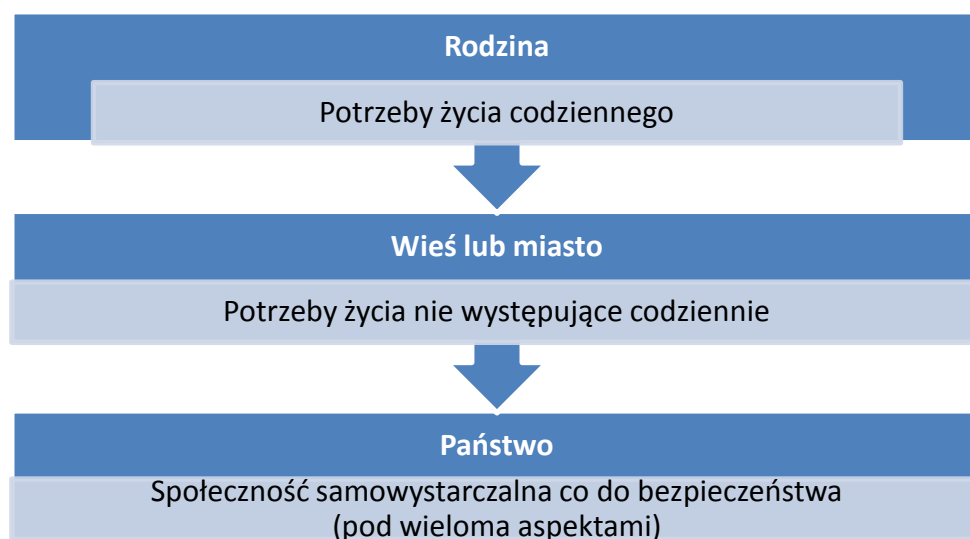 Rodzina
Potrzeby życia codziennego
Wieś lub miasto
Potrzeby życia nie występujące codziennie
Państwo
Społeczność samowystarczalna co do bezpieczeństwa
(pod wieloma aspektami)